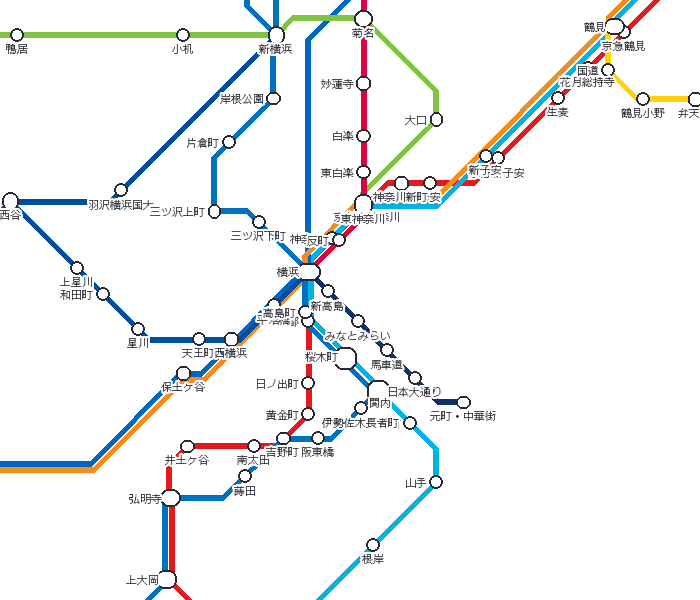 鴨居
小机
新横浜
菊名
鶴見
京急鶴見
国道
花月総持寺
鶴見小野
弁天
生麦
岸根公園
妙蓮寺
大口
片倉町
白楽
東白楽
新子安
子安
羽沢横浜国大
西谷
三ツ沢上町
三ツ沢下町
神奈川新町
東神奈川
反町
横浜
上星川
和田町
星川
天王町
西横浜
高島町
新高島
みなとみらい
桜木町
馬車道
保土ケ谷
日ノ出町
日本大通り
関内
元町・中華街
黄金町
伊勢佐木長者町
井土ケ谷
南太田
吉野町
阪東橋
蒔田
弘明寺
山手
根岸
上大岡